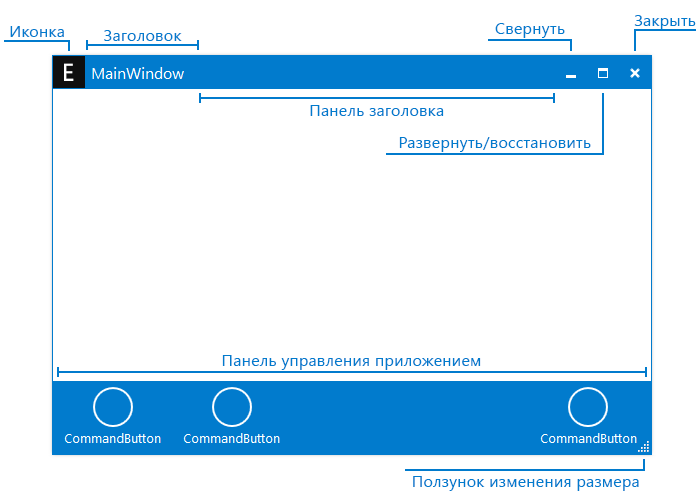 Закрыть
Свернуть
Иконка
Заголовок
E
MainWindow
Панель заголовка
Развернуть/восстановить
Панель управления приложением
CommandButton
CommandButton
CommandButton
Ползунок изменения размера